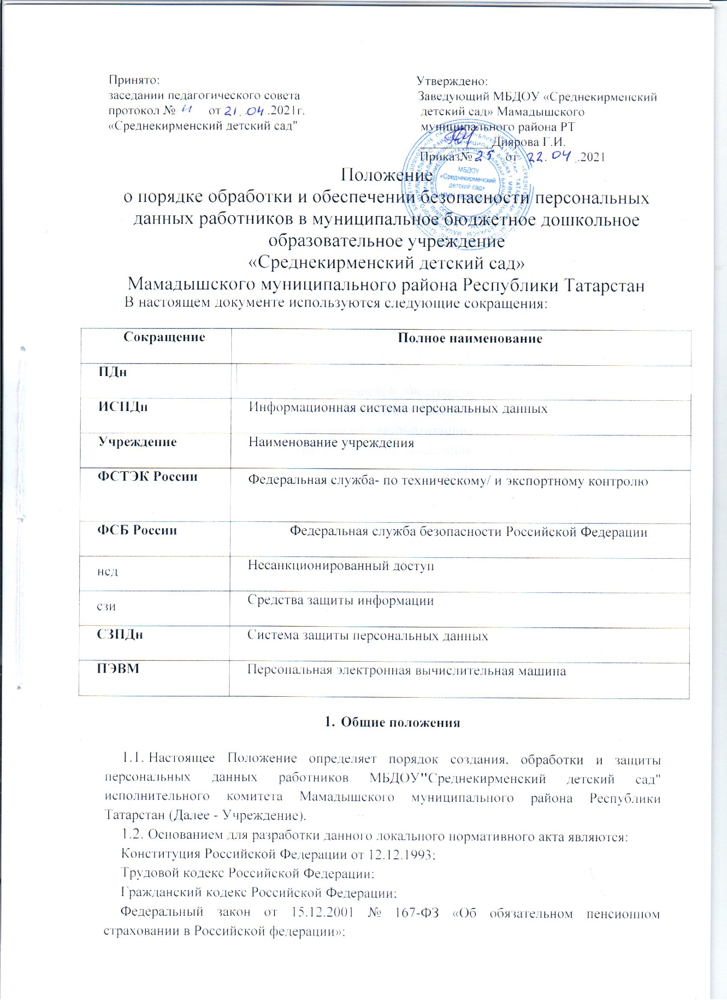 Принято:
заседании педагогического совета
протокол № 4 от 21.04.2021г.
«Среднекирменский детский сад"
Утверждено:
Заведующий МБДОУ «Среднекирменский
детский сад» Мамадышского
муниципального района РТ
Диярова Г.И.
Приказ№ 25 от 22.04.2021
МБДОУ
«Среднекирменский
детский сад»
Положение
о порядке обработки и обеспечении безопасности персональных
данных работников в муниципальное бюджетное дошкольное
образовательное учреждение
«Среднекирменский детский сад»
Мамадышского муниципального района Республики Татарстан
В настоящем документе используются следующие сокращения:
Сокращение Полное наименование
ПДн
ИСПДн Информационная система персональных данных
Учреждение Наименование учреждения
ФСТЭК России Федеральная служба- по техническому/ и экспортному контролю
ФСБ России Федеральная служба безопасности Российской Федерации
нсд Несанкционированный доступ
сзи Средства защиты информации
СЗПДн Система защиты персональных данных
ПЭВМ Персональная электронная вычислительная машина
1. Общие положения
1.1. Настоящее Положение определяет порядок создания, обработки и защиты
персональных данных работников МБДОУ"Среднекирменский детский сад"
исполнительного комитета Мамадышского муниципального района Республики
Татарстан (Далее - Учреждение).
1.2. Основанием для разработки данного локального нормативного акта являются:
Конституция Российской Федерации от 12.12.1993;
Трудовой кодекс Российской Федерации;
Гражданский кодекс Российской Федерации;
Федеральный закон от 15.12.2001 № 167-ФЗ «Об обязательном пенсионном
страховании в Российской федерации»;